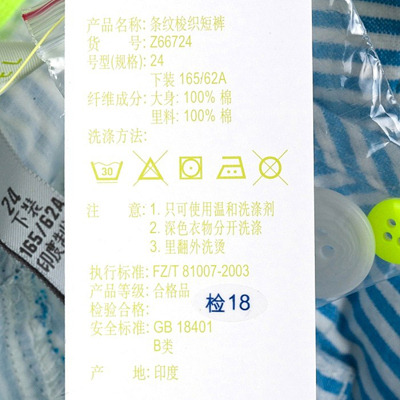 产品名称: 条纹梭织短裤
货 号: Z66724
号型(规格): 24
下装 165/62A
纤维成分: 大身: 100% 棉
里料: 100% 棉
洗涤方法:
30
注 意: 1. 只可使用温和洗涤剂
2. 深色衣物分开洗涤
3. 里翻外洗烫
执行标准: FZ/T 81007-2003
产品等级: 合格品
检验合格:
检18
安全标准: GB 18401
B类
产 地: 印度
24
下装
165/62A